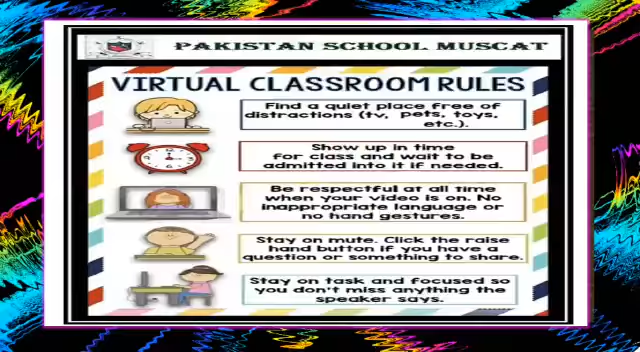 PAKISTAN SCHOOL MUSCAT
VIRTUAL CLASSROOM RULES
Find a quiet place free of
distractions (tv, pets, toys,
etc.).
Show up in time
for class and wait to be
admitted into it if needed.
Be respectful at all time
when your video is on. No
inappropriate language or
no hand gestures.
Stay on mute. Click the raise
hand button if you have a
question or something to share.
Stay on task and focused so
you don't miss anything the
speaker says.